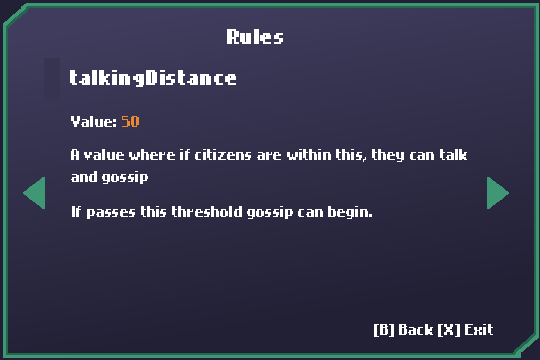 Rules
talkingDistance
Value: 50
A value where if citizens are within this, they can talk
and gossip
If passes this threshold gossip can begin.
[B] Back [X] Exit